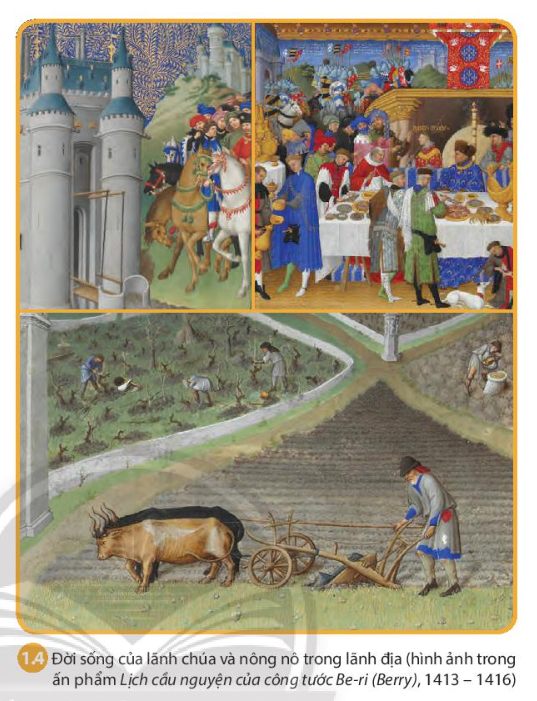 1.4 Đời sống của lãnh chúa và nông nô trong lãnh địa (hình ảnh trong
ấn phẩm Lịch cầu nguyện của công tước Be-ri (Berry), 1413 – 1416)